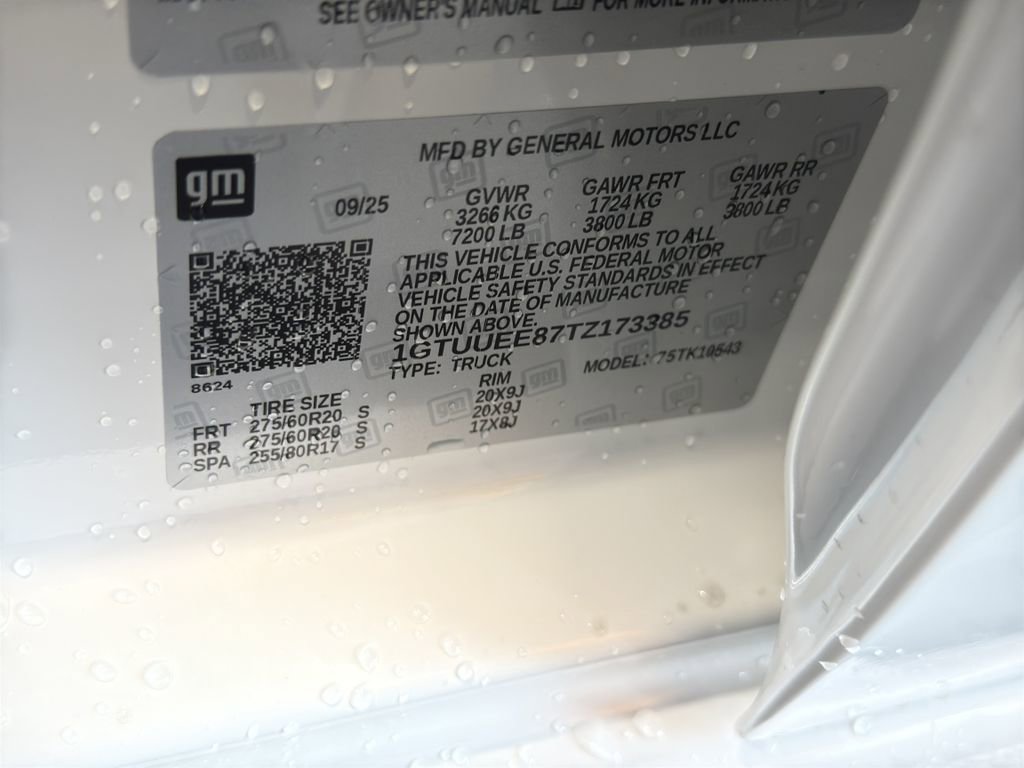 SEE OWNER'S MANUAL FOR MORE INFORMATION
gm
MFD BY GENERAL MOTORS LLC
09/25
GVWR GAWR FRT GAWR RR
3266 KG 1724 KG 1724 KG
7200 LB 3800 LB 3800 LB
THIS VEHICLE CONFORMS TO ALL
APPLICABLE U.S. FEDERAL MOTOR
VEHICLE SAFETY STANDARDS IN EFFECT
ON THE DATE OF MANUFACTURE
SHOWN ABOVE.
1GTUUEE87TZ173385
TYPE: TRUCK MODEL: 75TK10543
8624
TIRE SIZE RIM
FRT 275/60R20 S 20X9J
RR 275/60R20 S 20X9J
SPA 255/80R17 S 17X8J